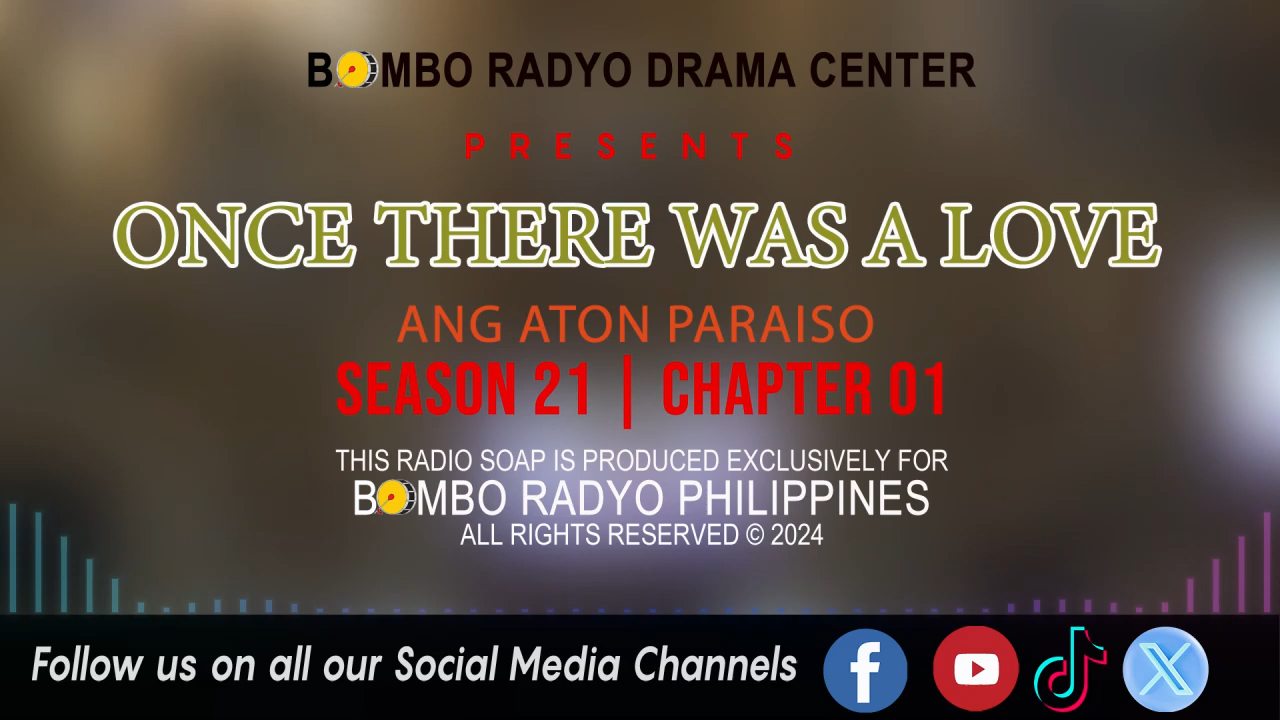 BOMBO RADYO DRAMA CENTER
PRESENTS
ONCE THERE WAS A LOVE
ANG ATON PARAISO
SEASON 21 | CHAPTER 01
THIS RADIO SOAP IS PRODUCED EXCLUSIVELY FOR
BOMBO RADYO PHILIPPINES
ALL RIGHTS RESERVED © 2024
Follow us on all our Social Media Channels